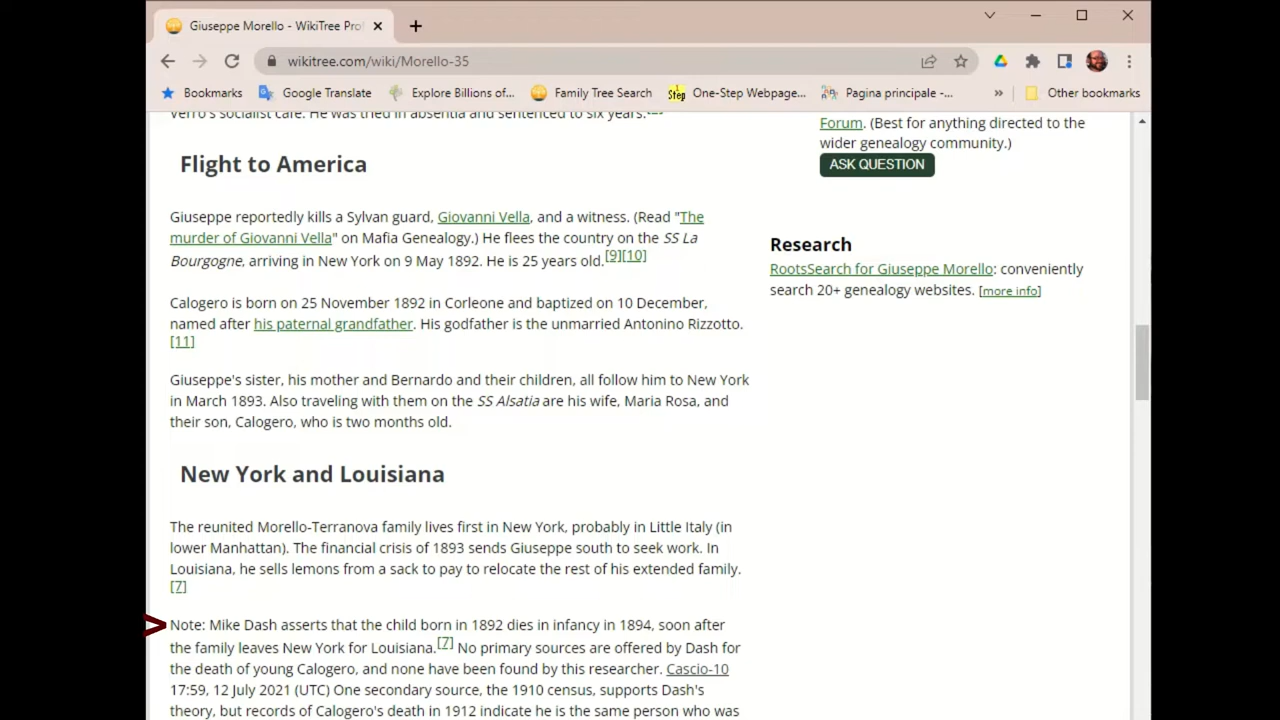 Giuseppe Morello - WikiTree Pro
wikitree.com/wiki/Morello-35
Bookmarks Google Translate Explore Billions of... Family Tree Search Step One-Step Webpage... Pagina principale -... » Other bookmarks
Verro's socialist café. He was tried in absentia and sentenced to six years.
Flight to America
Giuseppe reportedly kills a Sylvan guard, Giovanni Vella, and a witness. (Read "The
murder of Giovanni Vella" on Mafia Genealogy.) He flees the country on the SS La
Bourgogne, arriving in New York on 9 May 1892. He is 25 years old.[9][10]
Calogero is born on 25 November 1892 in Corleone and baptized on 10 December,
named after his paternal grandfather. His godfather is the unmarried Antonino Rizzotto.
[11]
Giuseppe's sister, his mother and Bernardo and their children, all follow him to New York
in March 1893. Also traveling with them on the SS Alsatia are his wife, Maria Rosa, and
their son, Calogero, who is two months old.
New York and Louisiana
The reunited Morello-Terranova family lives first in New York, probably in Little Italy (in
lower Manhattan). The financial crisis of 1893 sends Giuseppe south to seek work. In
Louisiana, he sells lemons from a sack to pay to relocate the rest of his extended family.
[7]
> Note: Mike Dash asserts that the child born in 1892 dies in infancy in 1894, soon after
the family leaves New York for Louisiana.[7] No primary sources are offered by Dash for
the death of young Calogero, and none have been found by this researcher. Cascio-10
17:59, 12 July 2021 (UTC) One secondary source, the 1910 census, supports Dash's
theory, but records of Calogero's death in 1912 indicate he is the same person who was
Forum. (Best for anything directed to the
wider genealogy community.)
ASK QUESTION
Research
RootsSearch for Giuseppe Morello: conveniently
search 20+ genealogy websites. [more info]